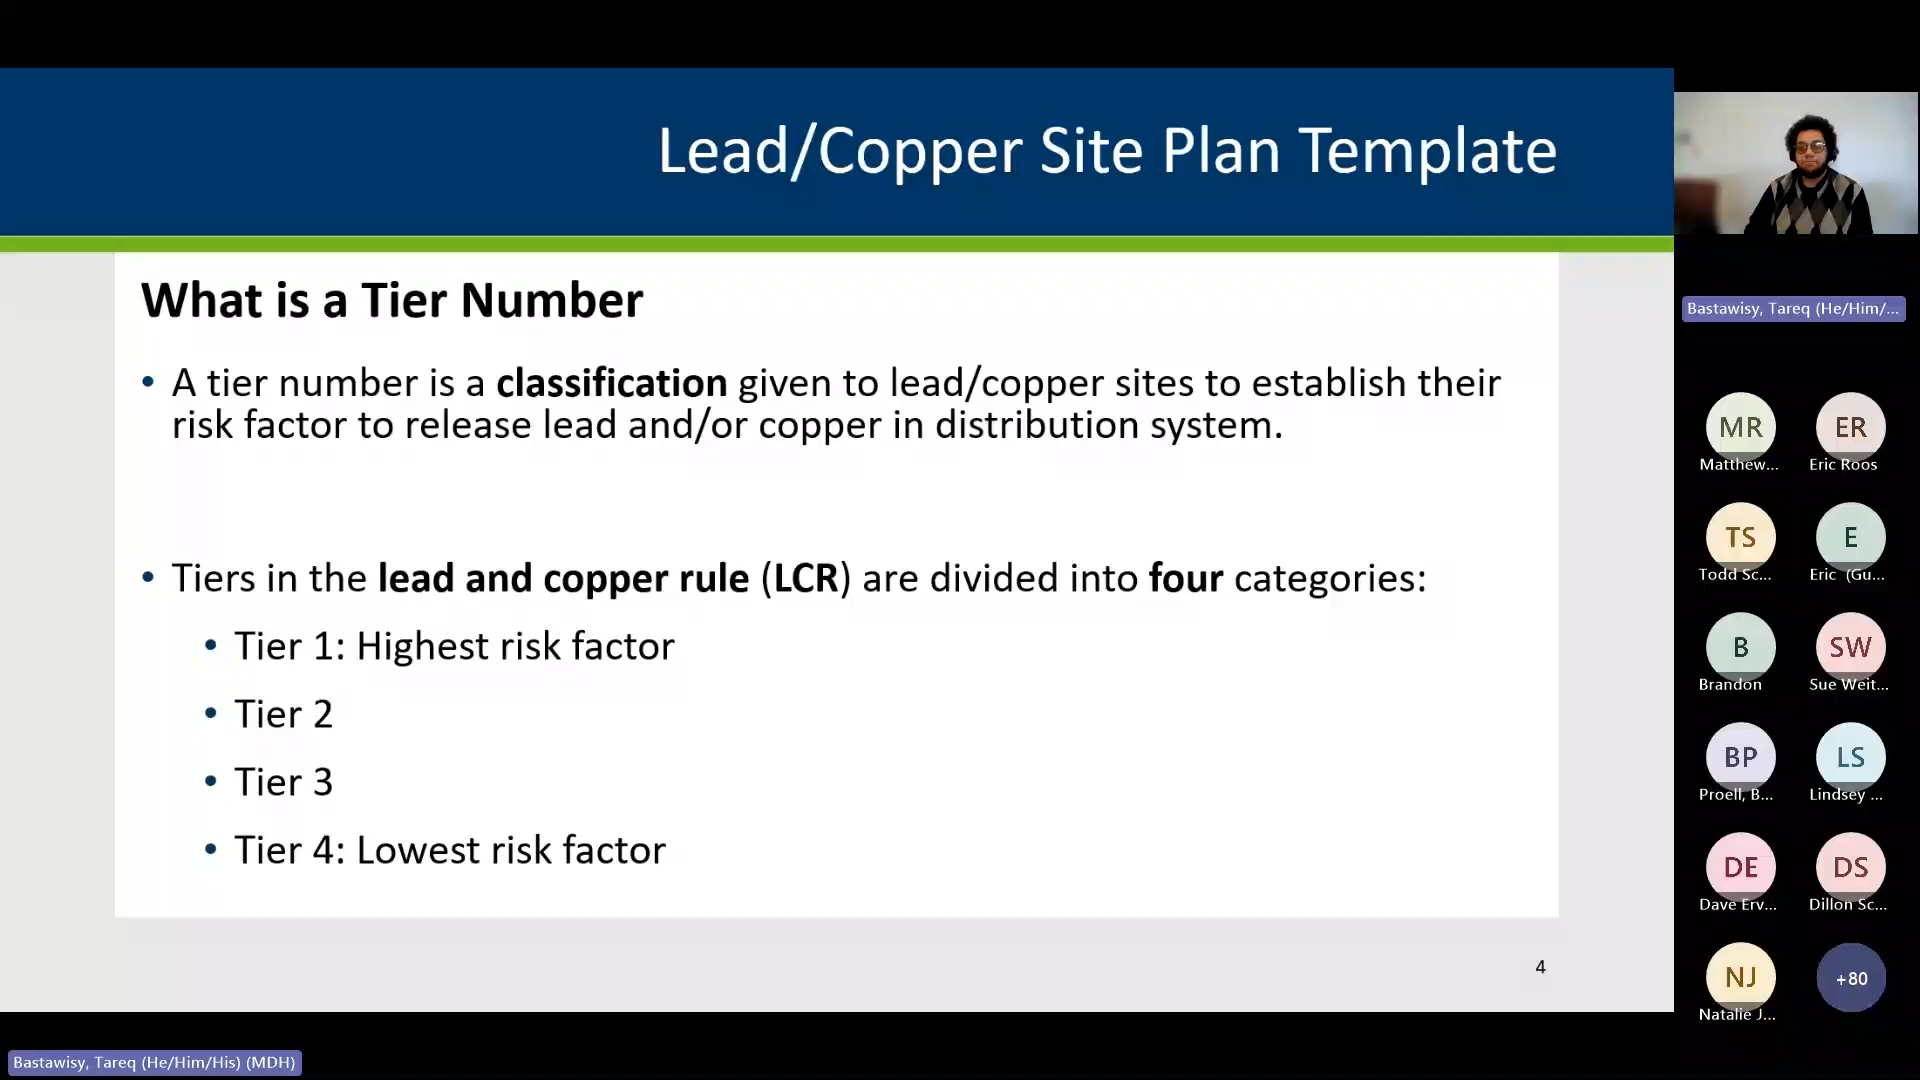 Lead/Copper Site Plan Template
What is a Tier Number
• A tier number is a classification given to lead/copper sites to establish their
risk factor to release lead and/or copper in distribution system.
• Tiers in the lead and copper rule (LCR) are divided into four categories:
• Tier 1: Highest risk factor
• Tier 2
• Tier 3
• Tier 4: Lowest risk factor
4
Bastawisy, Tareq (He/Him/...
MR
ER
Matthew...
Eric Roos
TS
E
Todd Sc...
Eric (Gu...
B
SW
Brandon
Sue Weit...
BP
LS
Proell, B...
Lindsey ...
DE
DS
Dave Erv...
Dillon Sc...
NJ
+80
Natalie J...
Bastawisy, Tareq (He/Him/His) (MDH)